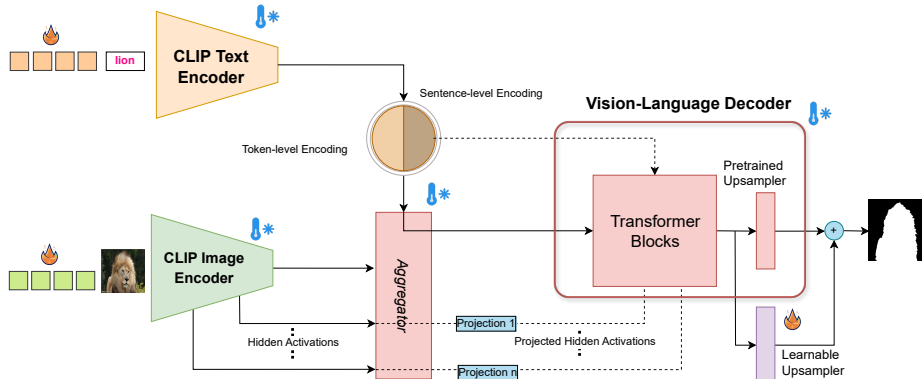 lion
CLIP Text
Encoder
Sentence-level Encoding
Token-level Encoding
Vision-Language Decoder
Pretrained
Upsampler
Transformer
Blocks
+
CLIP Image
Encoder
Aggregator
Hidden Activations
Projection 1
Projected Hidden Activations
Projection n
Learnable
Upsampler